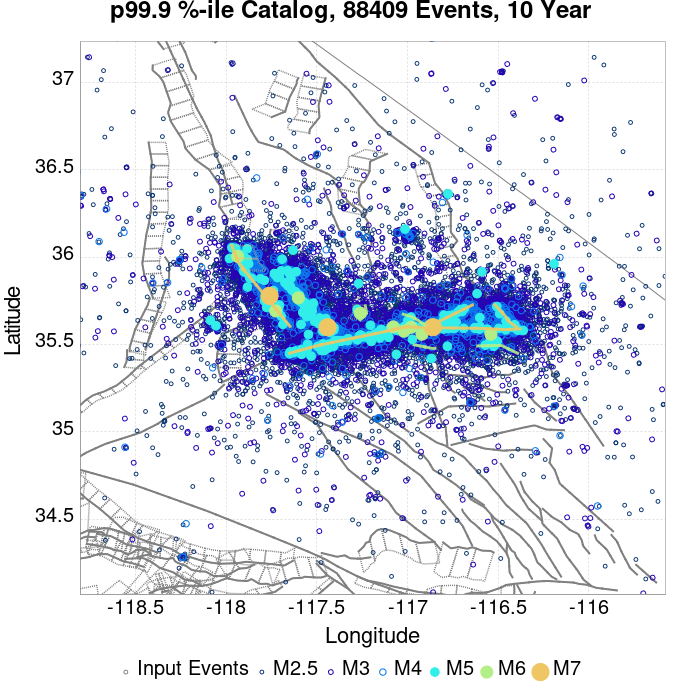 p99.9 %-ile Catalog, 88409 Events, 10 Year
37
36.5
36
35.5
35
34.5
Latitude
-118.5 -118 -117.5 -117 -116.5 -116
Longitude
Input Events M2.5 M3 M4 M5 M6 M7